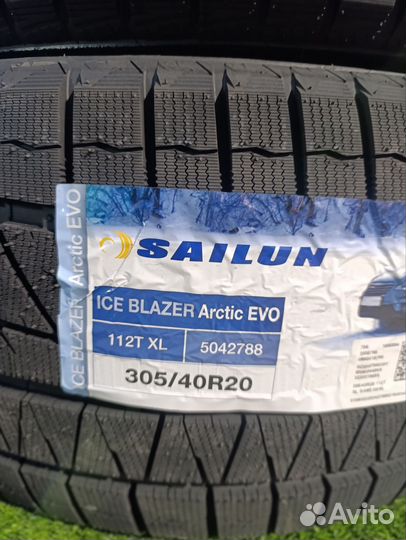 ICE BLAZER Arctic EVO
SAILUN
ICE BLAZER Arctic EVO
112T XL 5042788
305/40R20
Avito